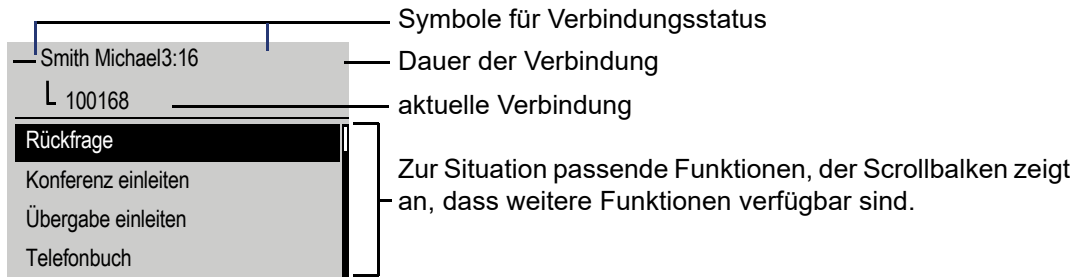 Symbole für Verbindungsstatus
Smith Michael3:16
Dauer der Verbindung
100168
aktuelle Verbindung
Rückfrage
Konferenz einleiten
Übergabe einleiten
Telefonbuch
Zur Situation passende Funktionen, der Scrollbalken zeigt
an, dass weitere Funktionen verfügbar sind.